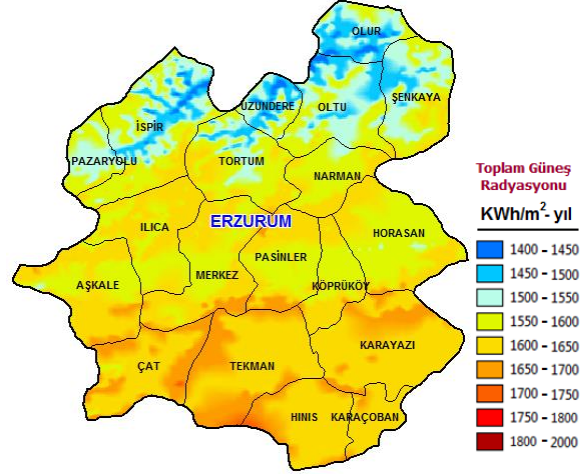 OLUR
ŞENKAYA
UZUNDERE
OLTU
İSPİR
PAZARYOLU
TORTUM
NARMAN
ILICA
ERZURUM
HORASAN
PASİNLER
MERKEZ
AŞKALE
KÖPRÜKÖY
KARAYAZI
ÇAT
TEKMAN
HINIS
KARAÇOBAN
Toplam Güneş
Radyasyonu
KWh/m²- yıl
1400 - 1450
1450 - 1500
1500 - 1550
1550 - 1600
1600 - 1650
1650 - 1700
1700 - 1750
1750 - 1800
1800 - 2000